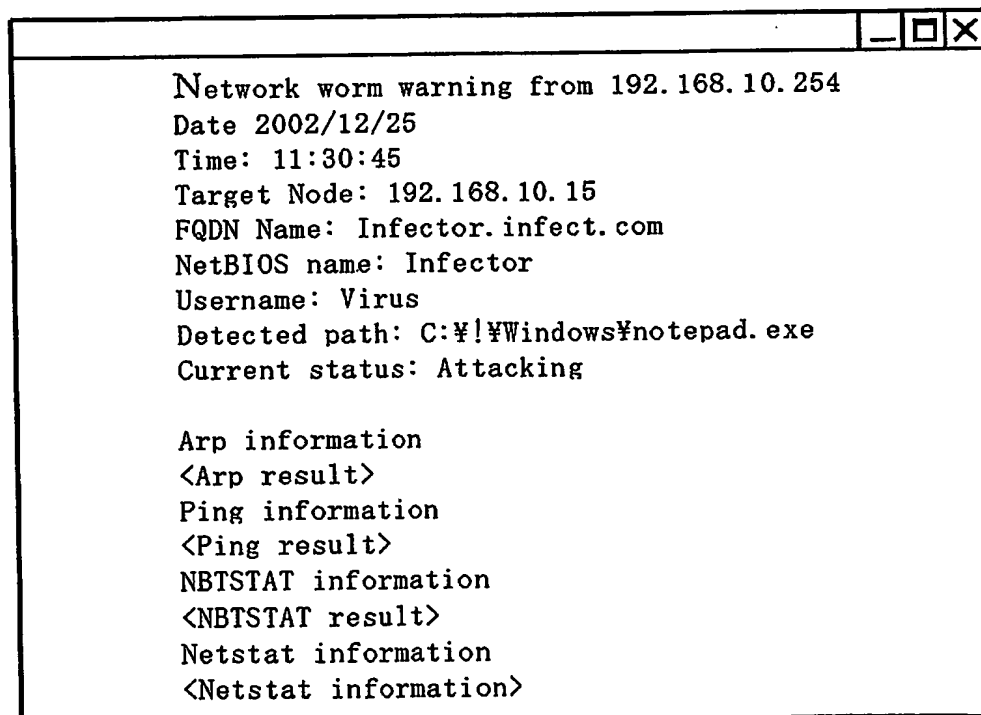 Network worm warning from 192.168.10.254
Date 2002/12/25
Time: 11:30:45
Target Node: 192.168.10.15
FQDN Name: Infector.infect.com
NetBIOS name: Infector
Username: Virus
Detected path: C:¥!¥Windows¥notepad.exe
Current status: Attacking

Arp information
<Arp result>
Ping information
<Ping result>
NBTSTAT information
<NBTSTAT result>
Netstat information
<Netstat information>